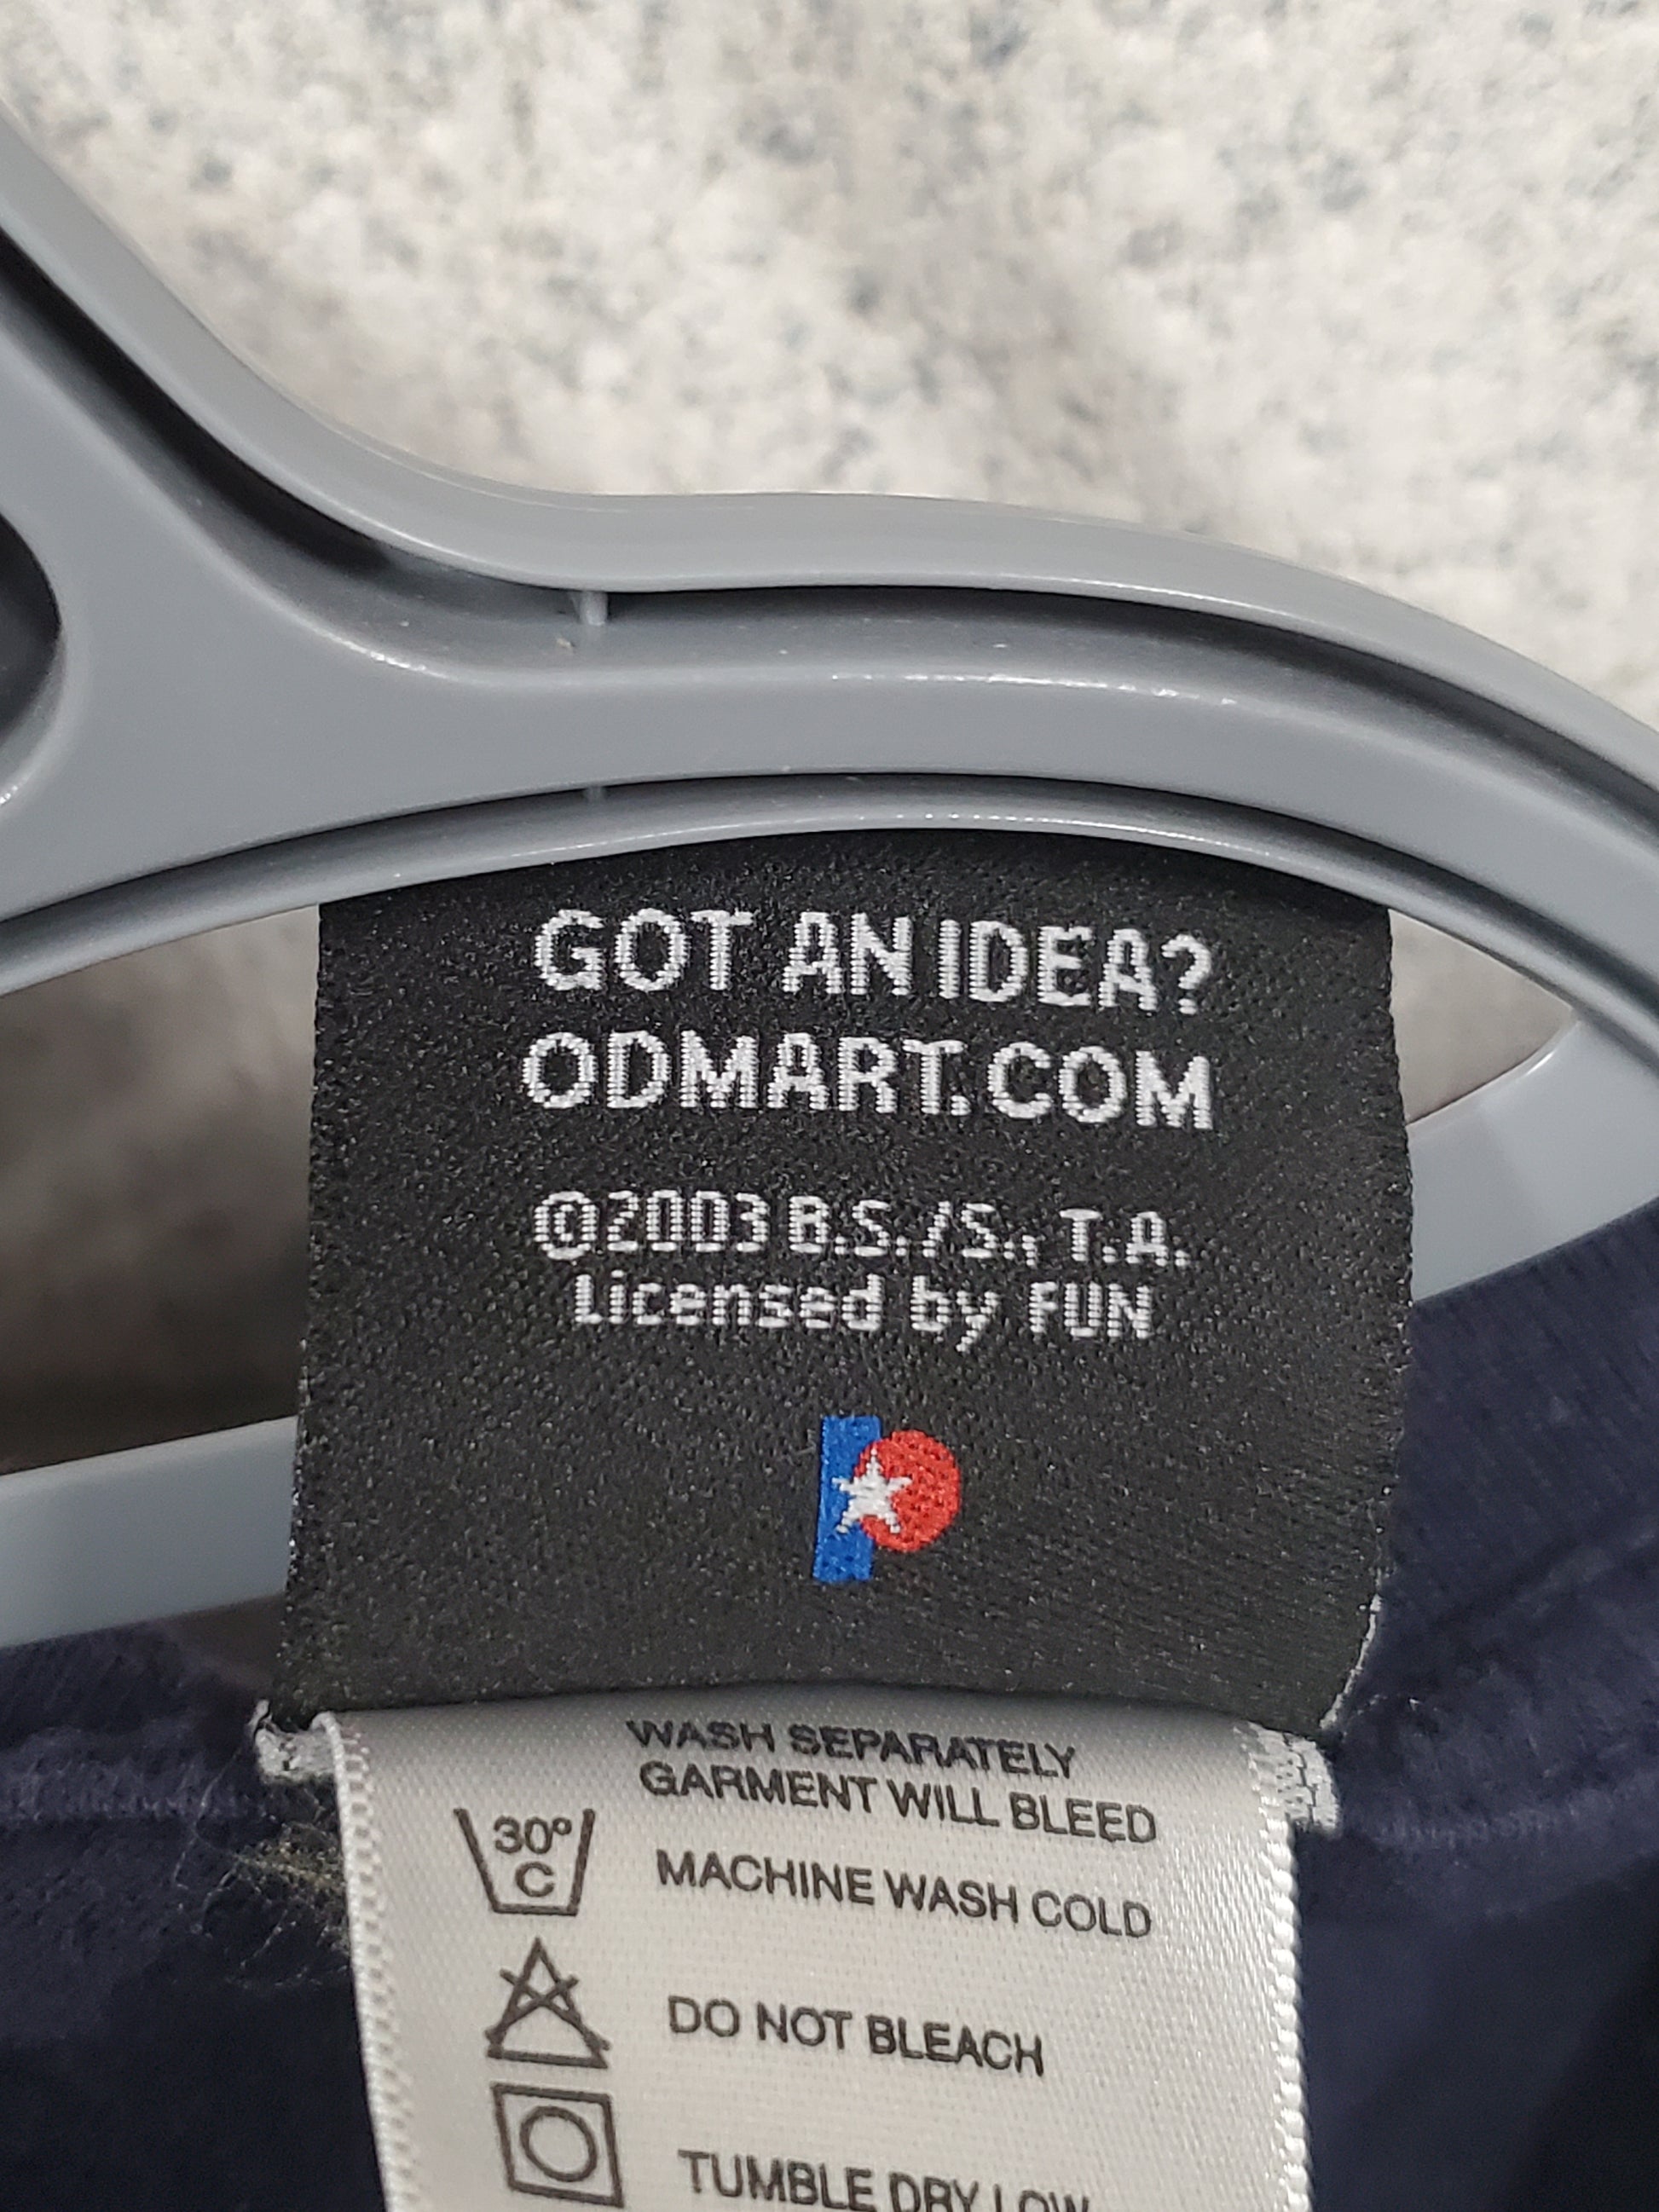 GOT AN IDEA?
ODMART.COM
©2003 B.S./S., T.A.
Licensed by FUN
WASH SEPARATELY
GARMENT WILL BLEED
30°
C
MACHINE WASH COLD
DO NOT BLEACH
TUMBLE DRY LOW